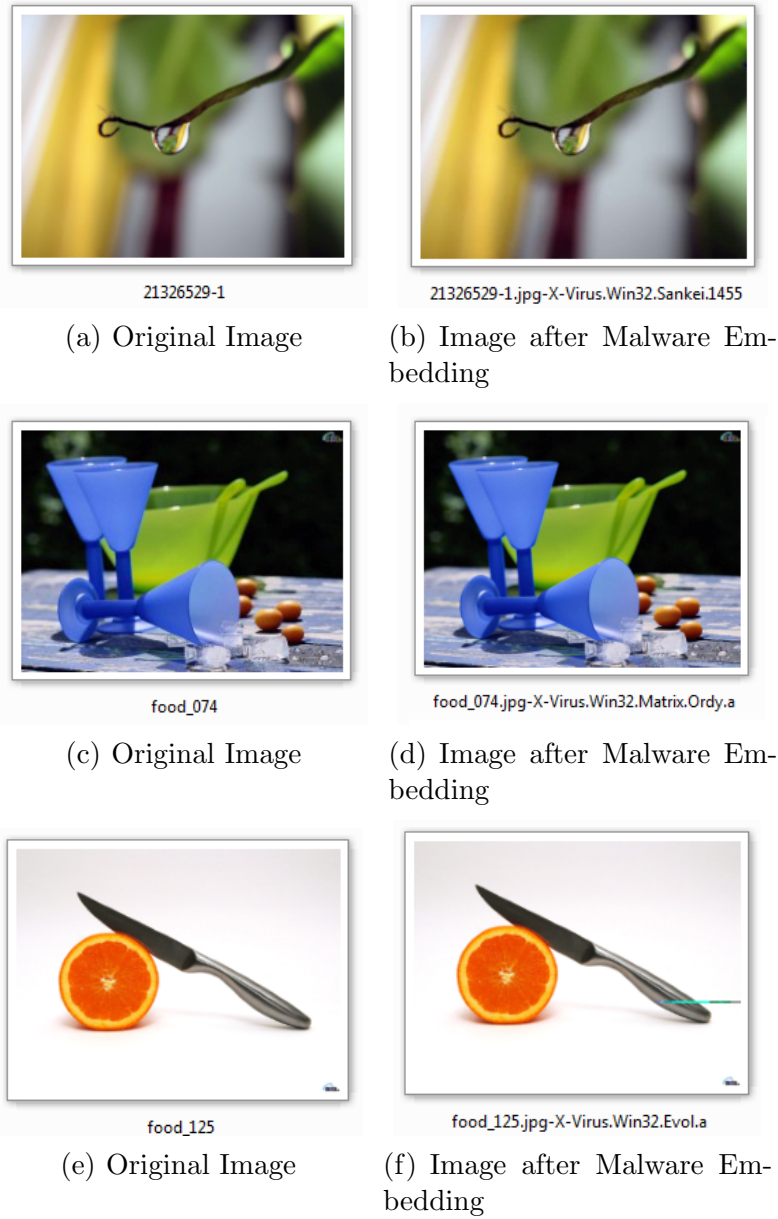 21326529-1
21326529-1.jpg-X-Virus.Win32.Sankei.1455
(a) Original Image
(b) Image after Malware Em-
bedding
food_074
food_074.jpg-X-Virus.Win32.Matrix.Ordy.a
(c) Original Image
(d) Image after Malware Em-
bedding
food_125
food_125.jpg-X-Virus.Win32.Evol.a
(e) Original Image
(f) Image after Malware Em-
bedding